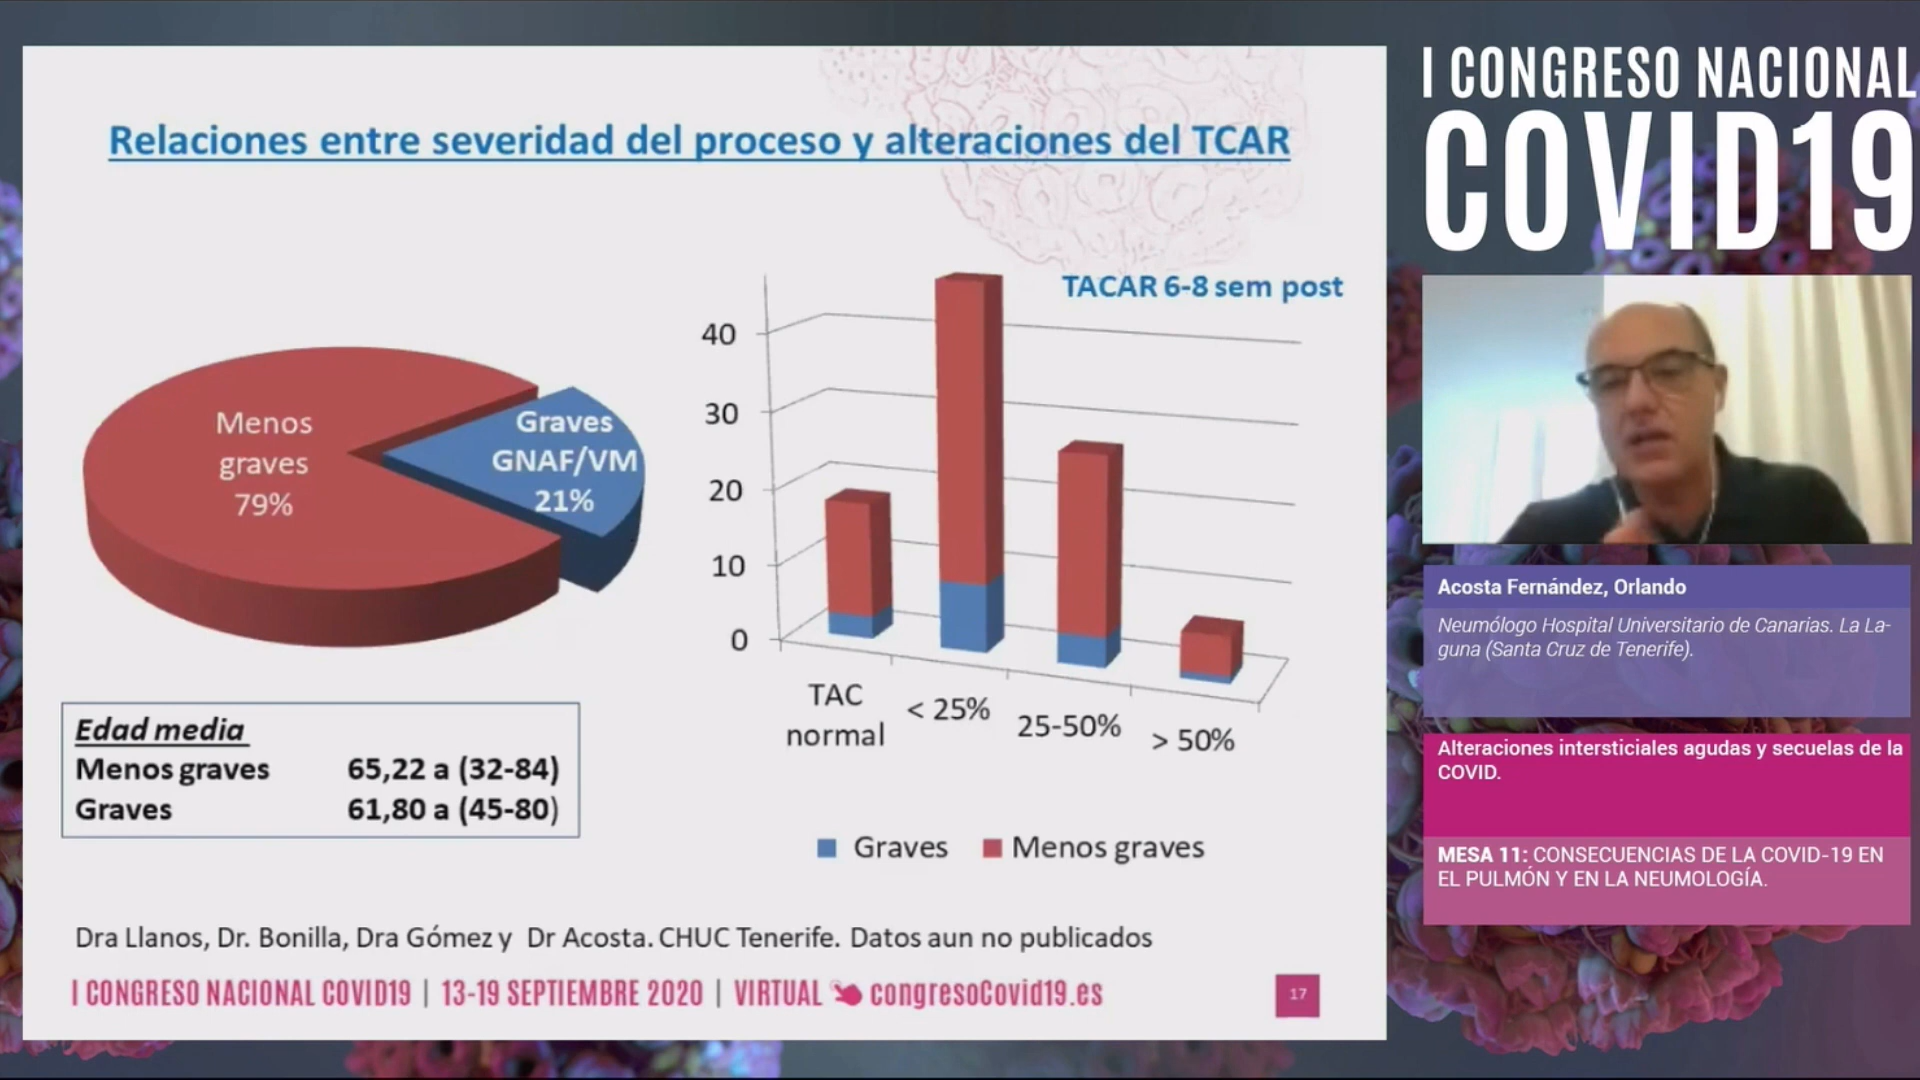 Relaciones entre severidad del proceso y alteraciones del TCAR
Menos
graves
79%
Graves
GNAF/VM
21%
Edad media
Menos graves 65,22 a (32-84)
Graves 61,80 a (45-80)
TACAR 6-8 sem post
40
30
20
10
0
TAC
normal
< 25%
25-50%
> 50%
Graves Menos graves
Dra Llanos, Dr. Bonilla, Dra Gómez y Dr Acosta. CHUC Tenerife. Datos aun no publicados
I CONGRESO NACIONAL COVID19 | 13-19 SEPTIEMBRE 2020 | VIRTUAL congresoCovid19.es
17
I CONGRESO NACIONAL
COVID19
Acosta Fernández, Orlando
Neumólogo Hospital Universitario de Canarias. La La-
guna (Santa Cruz de Tenerife).
Alteraciones intersticiales agudas y secuelas de la
COVID.
MESA 11: CONSECUENCIAS DE LA COVID-19 EN
EL PULMÓN Y EN LA NEUMOLOGÍA.